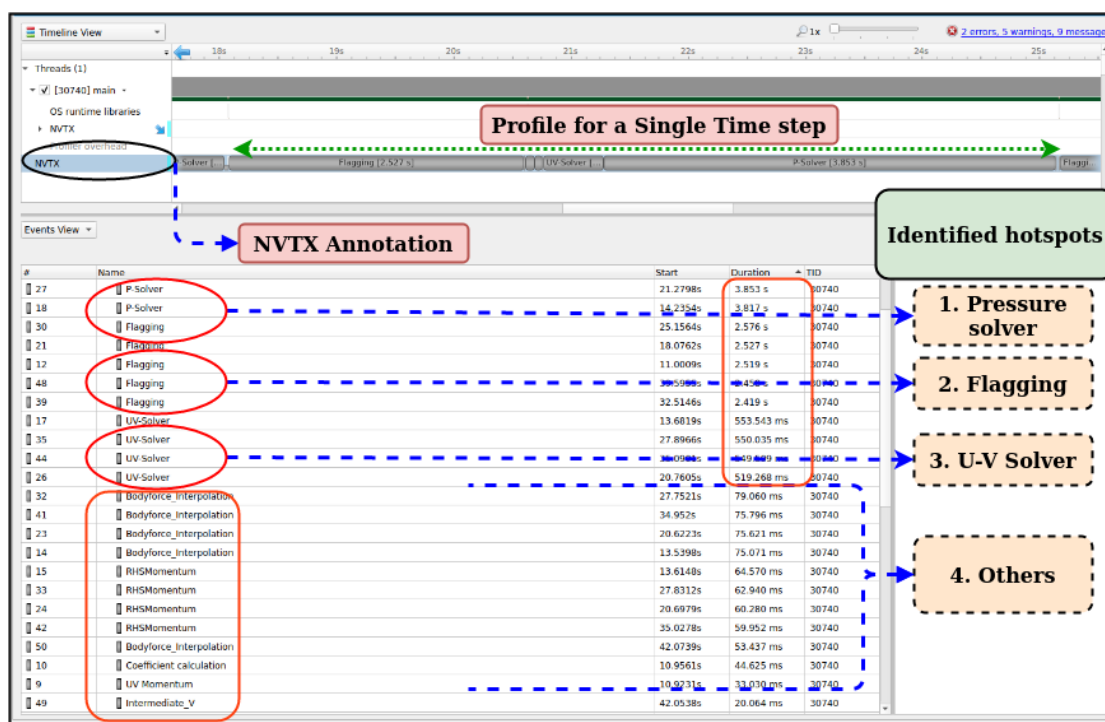 Timeline View
1x
2 errors, 5 warnings, 9 message
18s 19s 20s 21s 22s 23s 24s 25s
Threads (1)
[30740] main
OS runtime libraries
NVTX
Profiler overhead
Profile for a Single Time step
NVTX
-Solver [... Flagging [2.527 s] UV-Solver [... P-Solver [3.853 s] Flaggi...
Events View
NVTX Annotation
Identified hotspots
# Name Start Duration TID
27 P-Solver 21.2798s 3.853 s 30740
18 P-Solver 14.2354s 3.817 s 30740
30 Flagging 25.1564s 2.576 s 30740
21 Flagging 18.0762s 2.527 s 30740
12 Flagging 11.0009s 2.519 s 30740
48 Flagging 30740
39 Flagging 32.5146s 2.419 s 30740
17 UV-Solver 13.6819s 553.543 ms 30740
35 UV-Solver 27.8966s 550.035 ms 30740
44 UV-Solver 30740
26 UV-Solver 20.7605s 519.268 ms 30740
32 Bodyforce_Interpolation 27.7521s 79.060 ms 30740
41 Bodyforce_Interpolation 34.952s 75.796 ms 30740
23 Bodyforce_Interpolation 20.6223s 75.621 ms 30740
14 Bodyforce_Interpolation 13.5398s 75.071 ms 30740
15 RHSMomentum 13.6148s 64.570 ms 30740
33 RHSMomentum 27.8312s 62.940 ms 30740
24 RHSMomentum 20.6979s 60.280 ms 30740
42 RHSMomentum 35.0278s 59.952 ms 30740
50 Bodyforce_Interpolation 42.0739s 53.437 ms 30740
10 Coefficient calculation 10.9561s 44.625 ms 30740
9 UV Momentum 10.9231s 33.030 ms 30740
49 Intermediate_V 42.0538s 20.064 ms 30740
1. Pressure
solver
2. Flagging
3. U-V Solver
4. Others